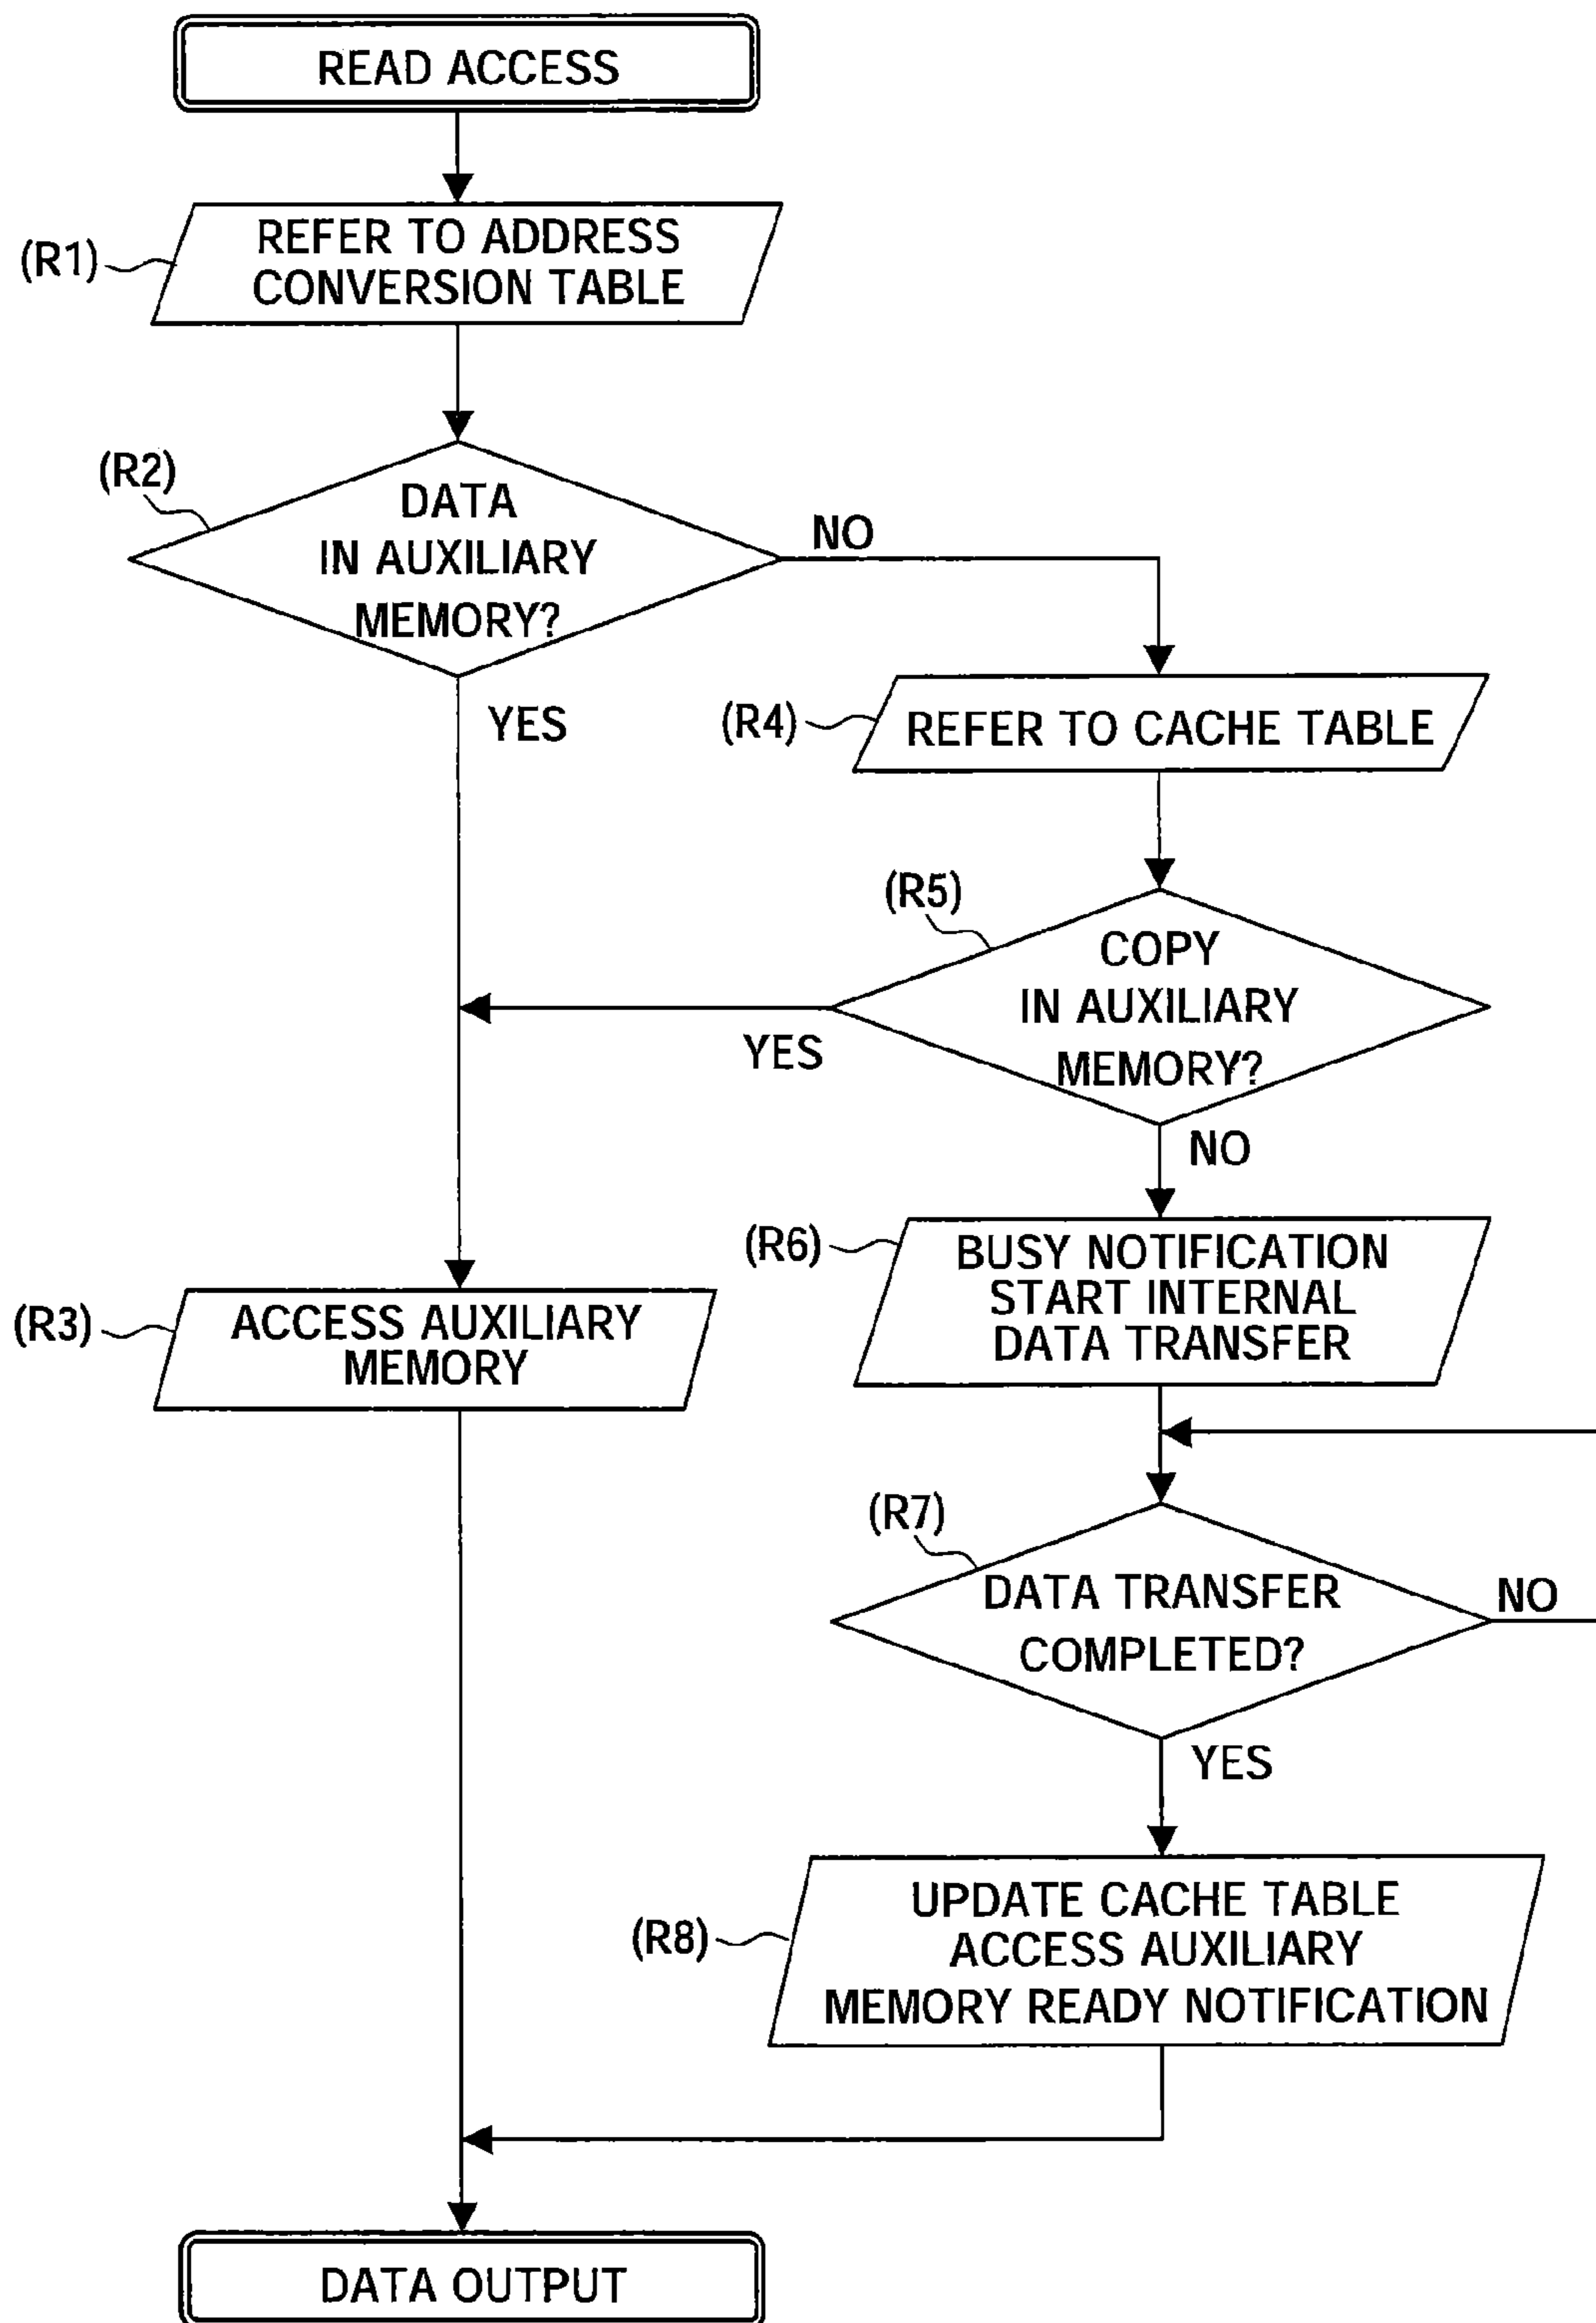 READ ACCESS
(R1)
REFER TO ADDRESS
CONVERSION TABLE
(R2)
DATA
IN AUXILIARY
MEMORY?
NO
YES
(R4)
REFER TO CACHE TABLE
(R5)
COPY
IN AUXILIARY
MEMORY?
YES
NO
(R3)
ACCESS AUXILIARY
MEMORY
(R6)
BUSY NOTIFICATION
START INTERNAL
DATA TRANSFER
(R7)
DATA TRANSFER
COMPLETED?
NO
YES
(R8)
UPDATE CACHE TABLE
ACCESS AUXILIARY
MEMORY READY NOTIFICATION
DATA OUTPUT